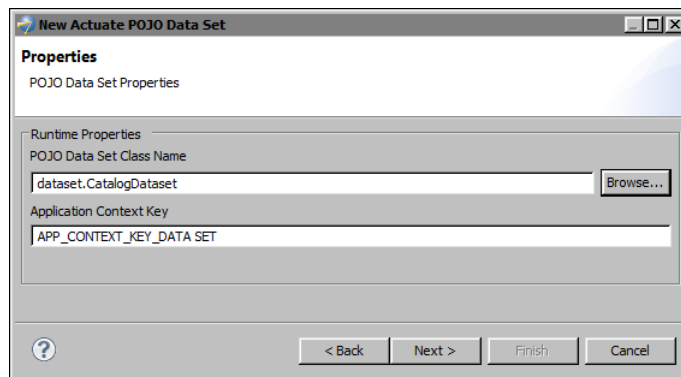 New Actuate POJO Data Set
Properties
POJO Data Set Properties
Runtime Properties
POJO Data Set Class Name
dataset.CatalogDataset
Browse...
Application Context Key
APP_CONTEXT_KEY_DATA SET
?
< Back
Next >
Finish
Cancel